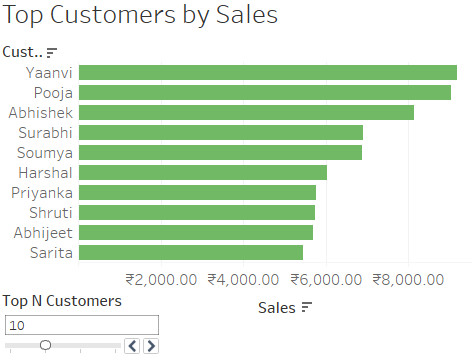 Top Customers by Sales
Cust..
Yaanvi
Pooja
Abhishek
Surabhi
Soumya
Harshal
Priyanka
Shruti
Abhijeet
Sarita
₹2,000.00 ₹4,000.00 ₹6,000.00 ₹8,000.00
Sales
Top N Customers
10